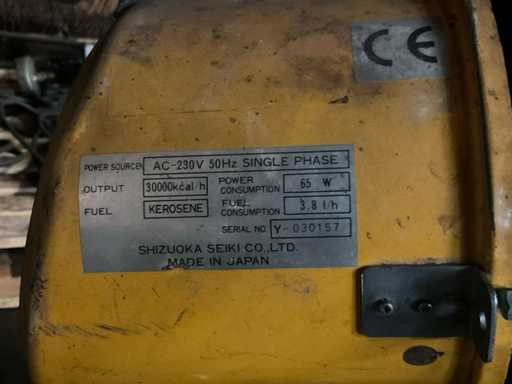 CE
POWER SOURCE AC-230V 50Hz SINGLE PHASE
OUTPUT 30000kcal/h POWER CONSUMPTION 65 W
FUEL KEROSENE FUEL CONSUMPTION 3.8 l/h
SERIAL NO Y-030157
SHIZUOKA SEIKI CO.,LTD.
MADE IN JAPAN